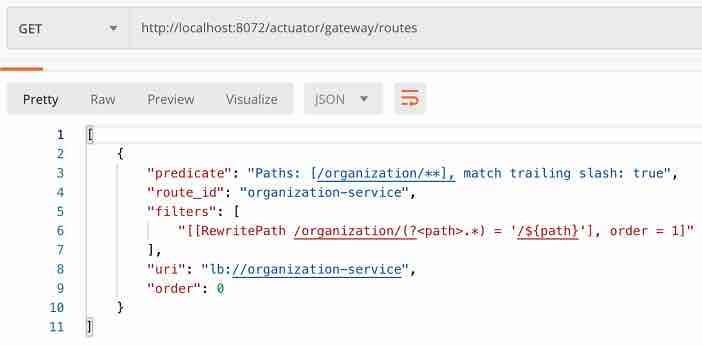 GET http://localhost:8072/actuator/gateway/routes
Pretty Raw Preview Visualize JSON
1 [
2 {
3 "predicate": "Paths: [/organization/**], match trailing slash: true",
4 "route_id": "organization-service",
5 "filters": [
6 "[[RewritePath /organization/(?<path>.*) = '/${path}'], order = 1]"
7 ],
8 "uri": "lb://organization-service",
9 "order": 0
10 }
11 ]